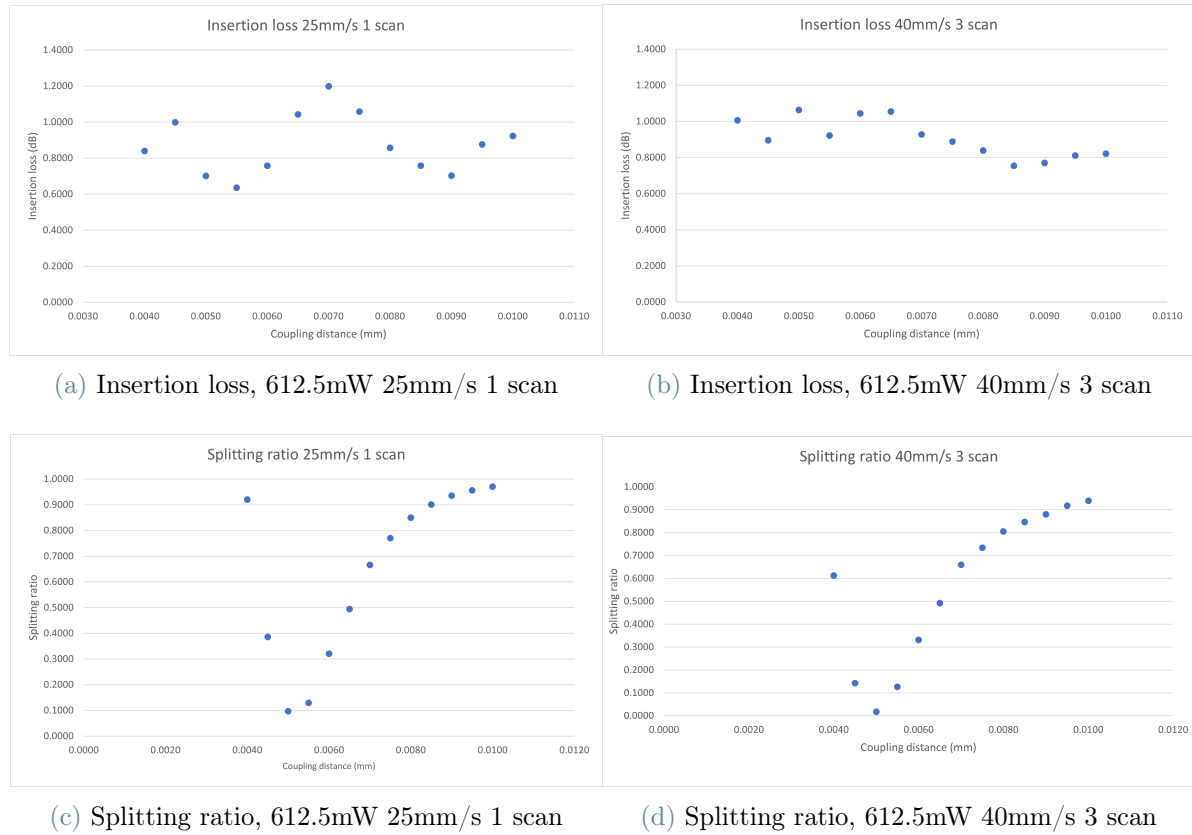 Insertion loss 25mm/s 1 scan
1.4000
1.2000
1.0000
0.8000
0.6000
0.4000
0.2000
0.0000
Insertion loss (dB)
0.0030 0.0040 0.0050 0.0060 0.0070 0.0080 0.0090 0.0100 0.0110
Coupling distance (mm)
(a) Insertion loss, 612.5mW 25mm/s 1 scan
Insertion loss 40mm/s 3 scan
1.4000
1.2000
1.0000
0.8000
0.6000
0.4000
0.2000
0.0000
Insertion loss (dB)
0.0030 0.0040 0.0050 0.0060 0.0070 0.0080 0.0090 0.0100 0.0110
Coupling distance (mm)
(b) Insertion loss, 612.5mW 40mm/s 3 scan
Splitting ratio 25mm/s 1 scan
1.0000
0.9000
0.8000
0.7000
0.6000
0.5000
0.4000
0.3000
0.2000
0.1000
0.0000
Splitting ratio
0.0000 0.0020 0.0040 0.0060 0.0080 0.0100 0.0120
Coupling distance (mm)
(c) Splitting ratio, 612.5mW 25mm/s 1 scan
Splitting ratio 40mm/s 3 scan
1.0000
0.9000
0.8000
0.7000
0.6000
0.5000
0.4000
0.3000
0.2000
0.1000
0.0000
Splitting ratio
0.0000 0.0020 0.0040 0.0060 0.0080 0.0100 0.0120
Coupling distance (mm)
(d) Splitting ratio, 612.5mW 40mm/s 3 scan